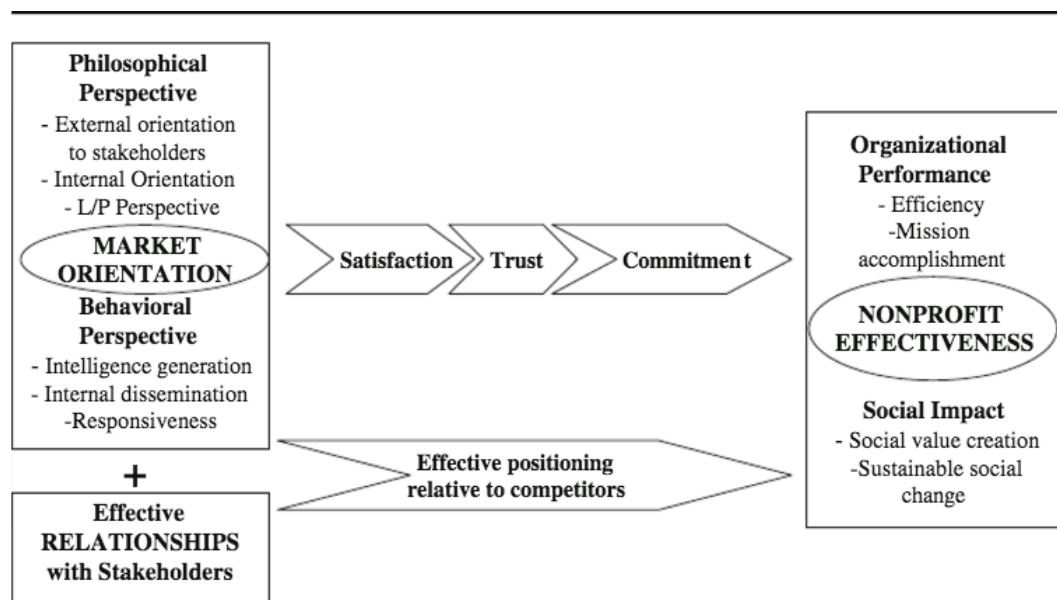 Philosophical
Perspective
- External orientation
to stakeholders
- Internal Orientation
- L/P Perspective
MARKET
ORIENTATION
Behavioral
Perspective
- Intelligence generation
- Internal dissemination
-Responsiveness
+
Effective
RELATIONSHIPS
with Stakeholders
Satisfaction
Trust
Commitment
Effective positioning
relative to competitors
Organizational
Performance
- Efficiency
-Mission
accomplishment
NONPROFIT
EFFECTIVENESS
Social Impact
- Social value creation
-Sustainable social
change